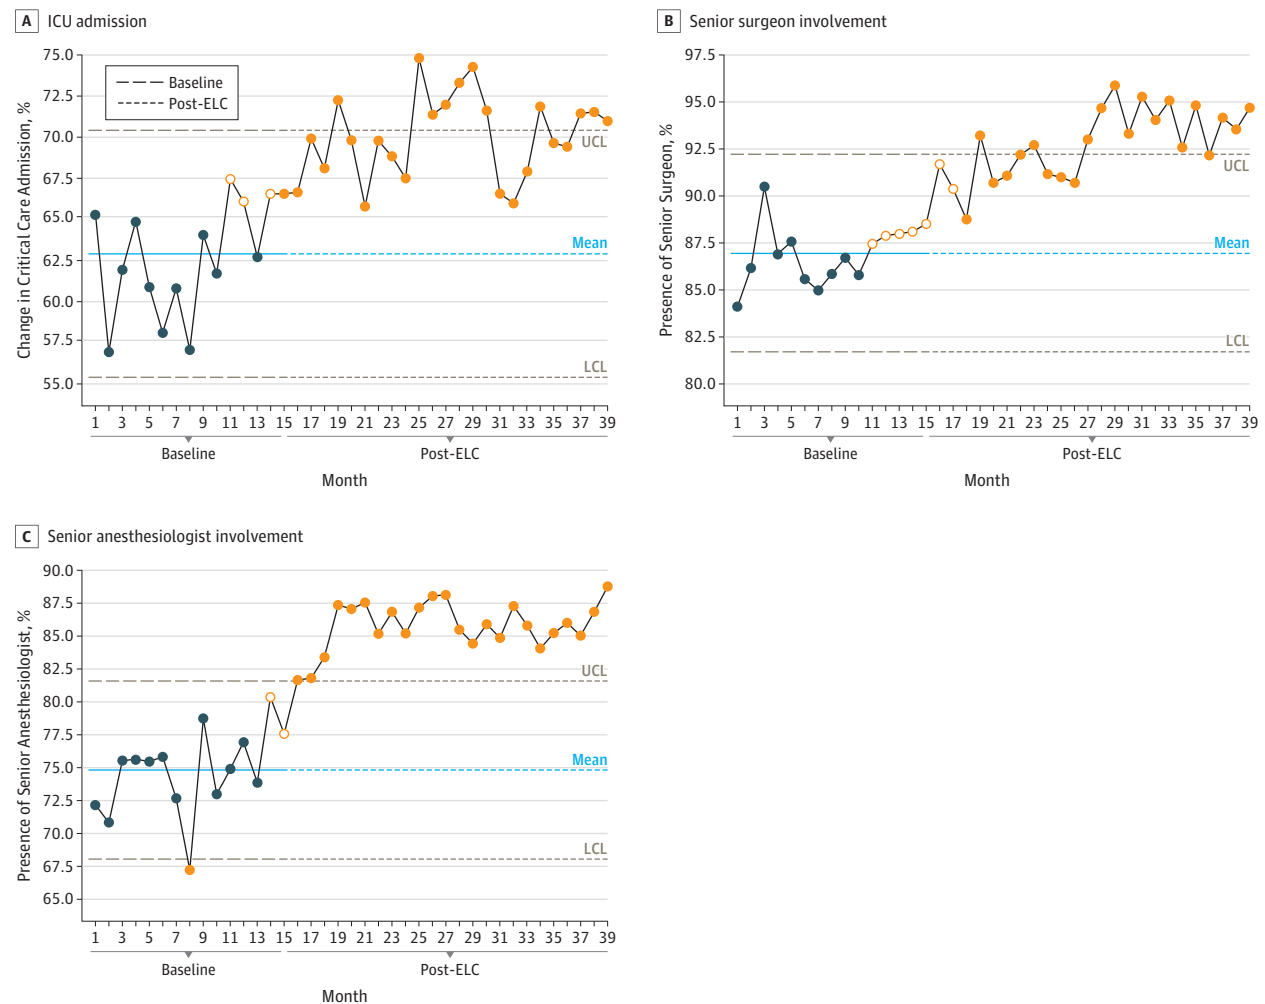 A ICU admission
Change in Critical Care Admission, %
75.0
72.5
70.0
67.5
65.0
62.5
60.0
57.5
55.0
Baseline
Post-ELC
UCL
Mean
LCL
1 3 5 7 9 11 13 15 17 19 21 23 25 27 29 31 33 35 37 39
Baseline Post-ELC
Month
B Senior surgeon involvement
Presence of Senior Surgeon, %
97.5
95.0
92.5
90.0
87.5
85.0
82.5
80.0
UCL
Mean
LCL
1 3 5 7 9 11 13 15 17 19 21 23 25 27 29 31 33 35 37 39
Baseline Post-ELC
Month
C Senior anesthesiologist involvement
Presence of Senior Anesthesiologist, %
90.0
87.5
85.0
82.5
80.0
77.5
75.0
72.5
70.0
67.5
65.0
UCL
Mean
LCL
1 3 5 7 9 11 13 15 17 19 21 23 25 27 29 31 33 35 37 39
Baseline Post-ELC
Month